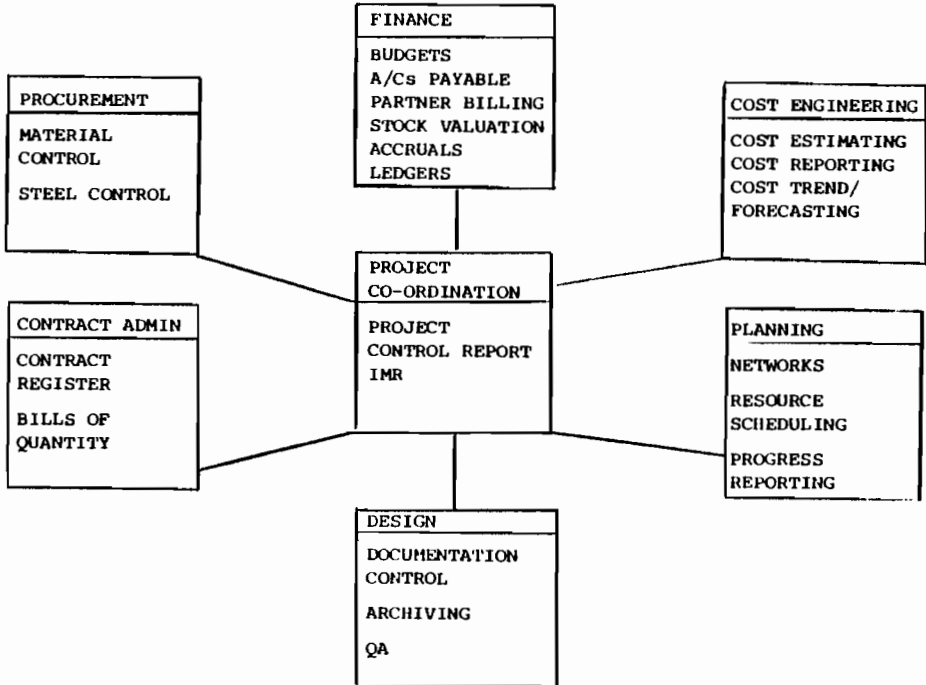 FINANCE
BUDGETS
A/Cs PAYABLE
PARTNER BILLING
STOCK VALUATION
ACCRUALS
LEDGERS
PROCUREMENT
MATERIAL
CONTROL
STEEL CONTROL
COST ENGINEERING
COST ESTIMATING
COST REPORTING
COST TREND/
FORECASTING
PROJECT
CO-ORDINATION
PROJECT
CONTROL REPORT
IMR
CONTRACT ADMIN
CONTRACT
REGISTER
BILLS OF
QUANTITY
PLANNING
NETWORKS
RESOURCE
SCHEDULING
PROGRESS
REPORTING
DESIGN
DOCUMENTATION
CONTROL
ARCHIVING
QA